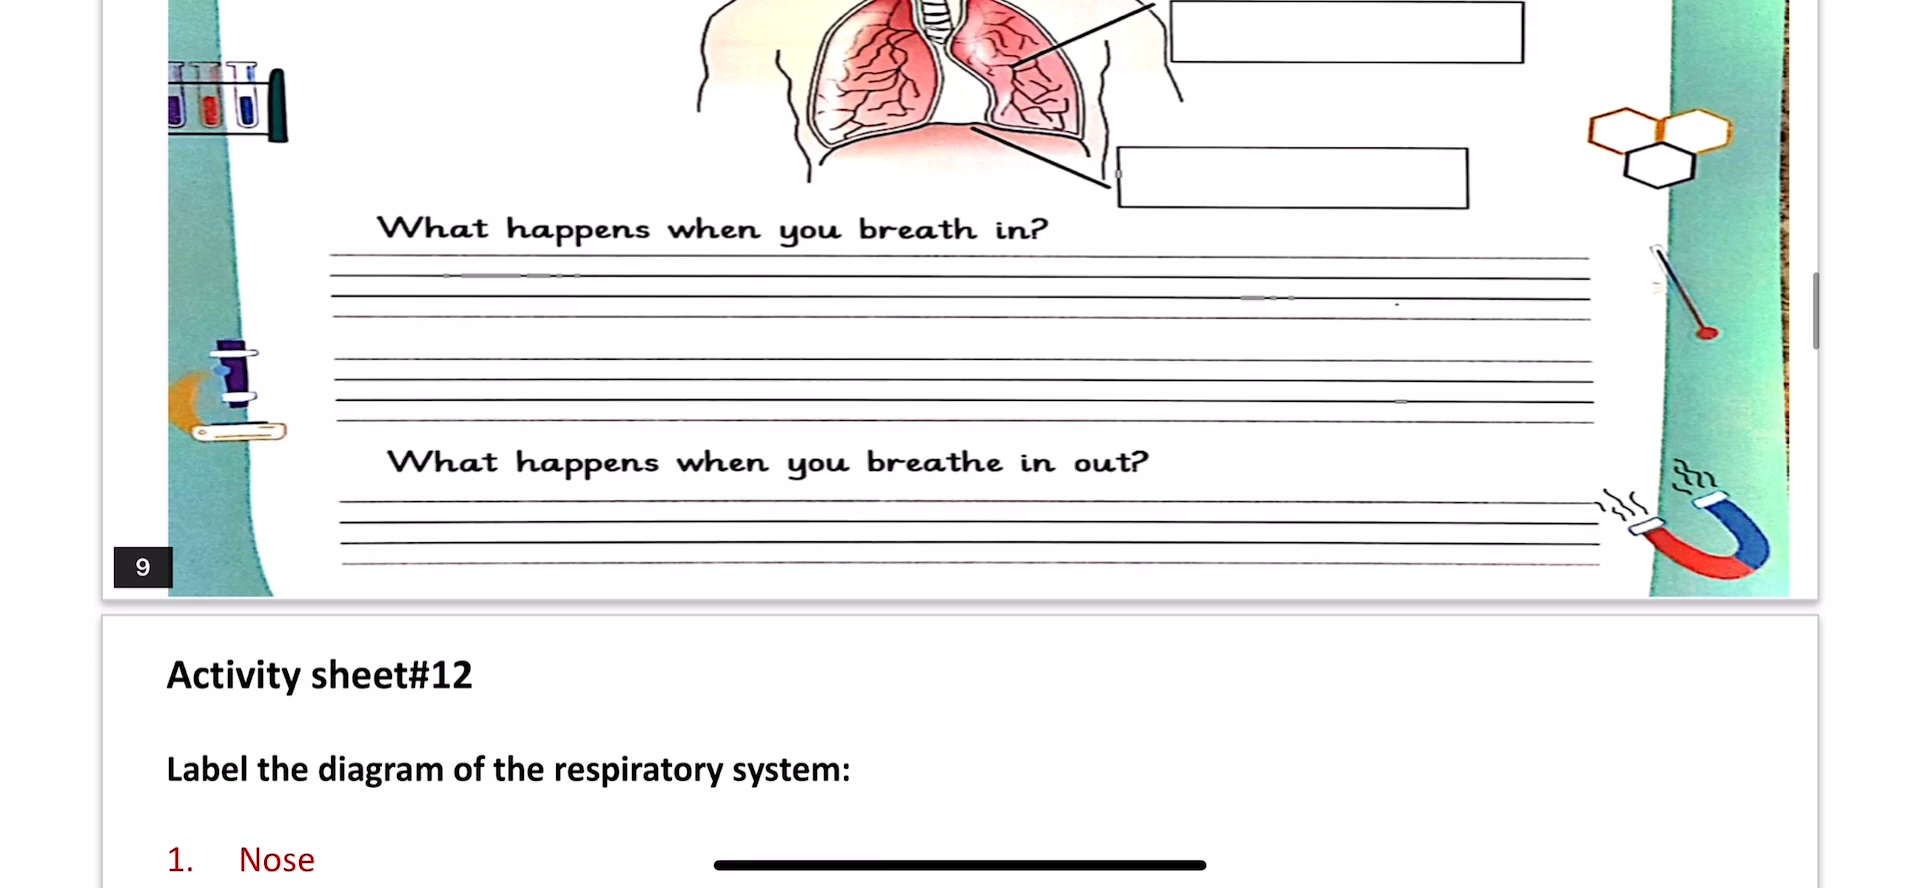 What happens when you breath in?
What happens when you breathe in out?
9
Activity sheet#12
Label the diagram of the respiratory system:
1. Nose